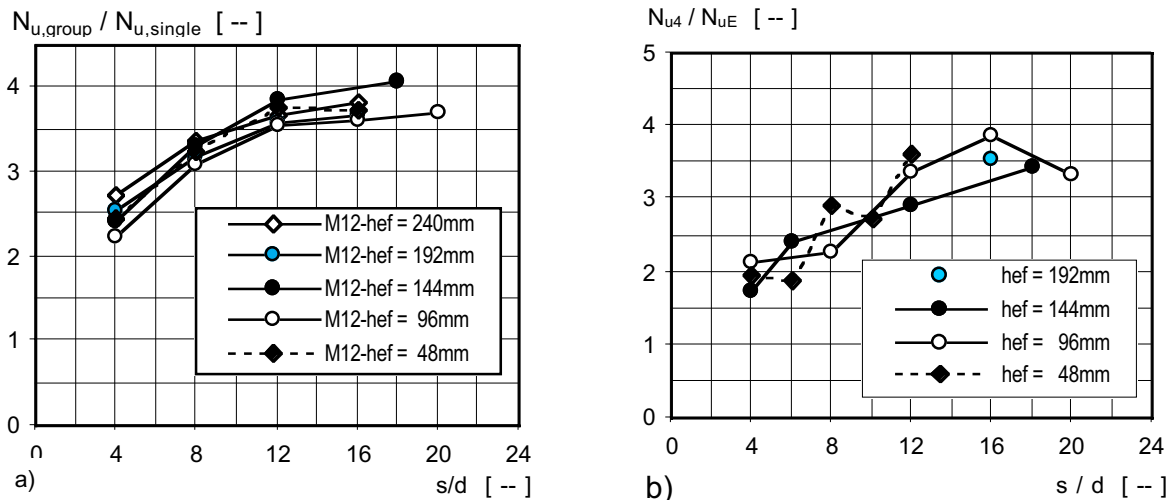 N_u,group / N_u,single [ -- ]
4
3
2
1
0
M12-hef = 240mm
M12-hef = 192mm
M12-hef = 144mm
M12-hef = 96mm
M12-hef = 48mm
0 4 8 12 16 20 24
a)
s/d [ -- ]
N_u4 / N_uE [ -- ]
5
4
3
2
1
0
hef = 192mm
hef = 144mm
hef = 96mm
hef = 48mm
0 4 8 12 16 20 24
b)
s / d [ -- ]